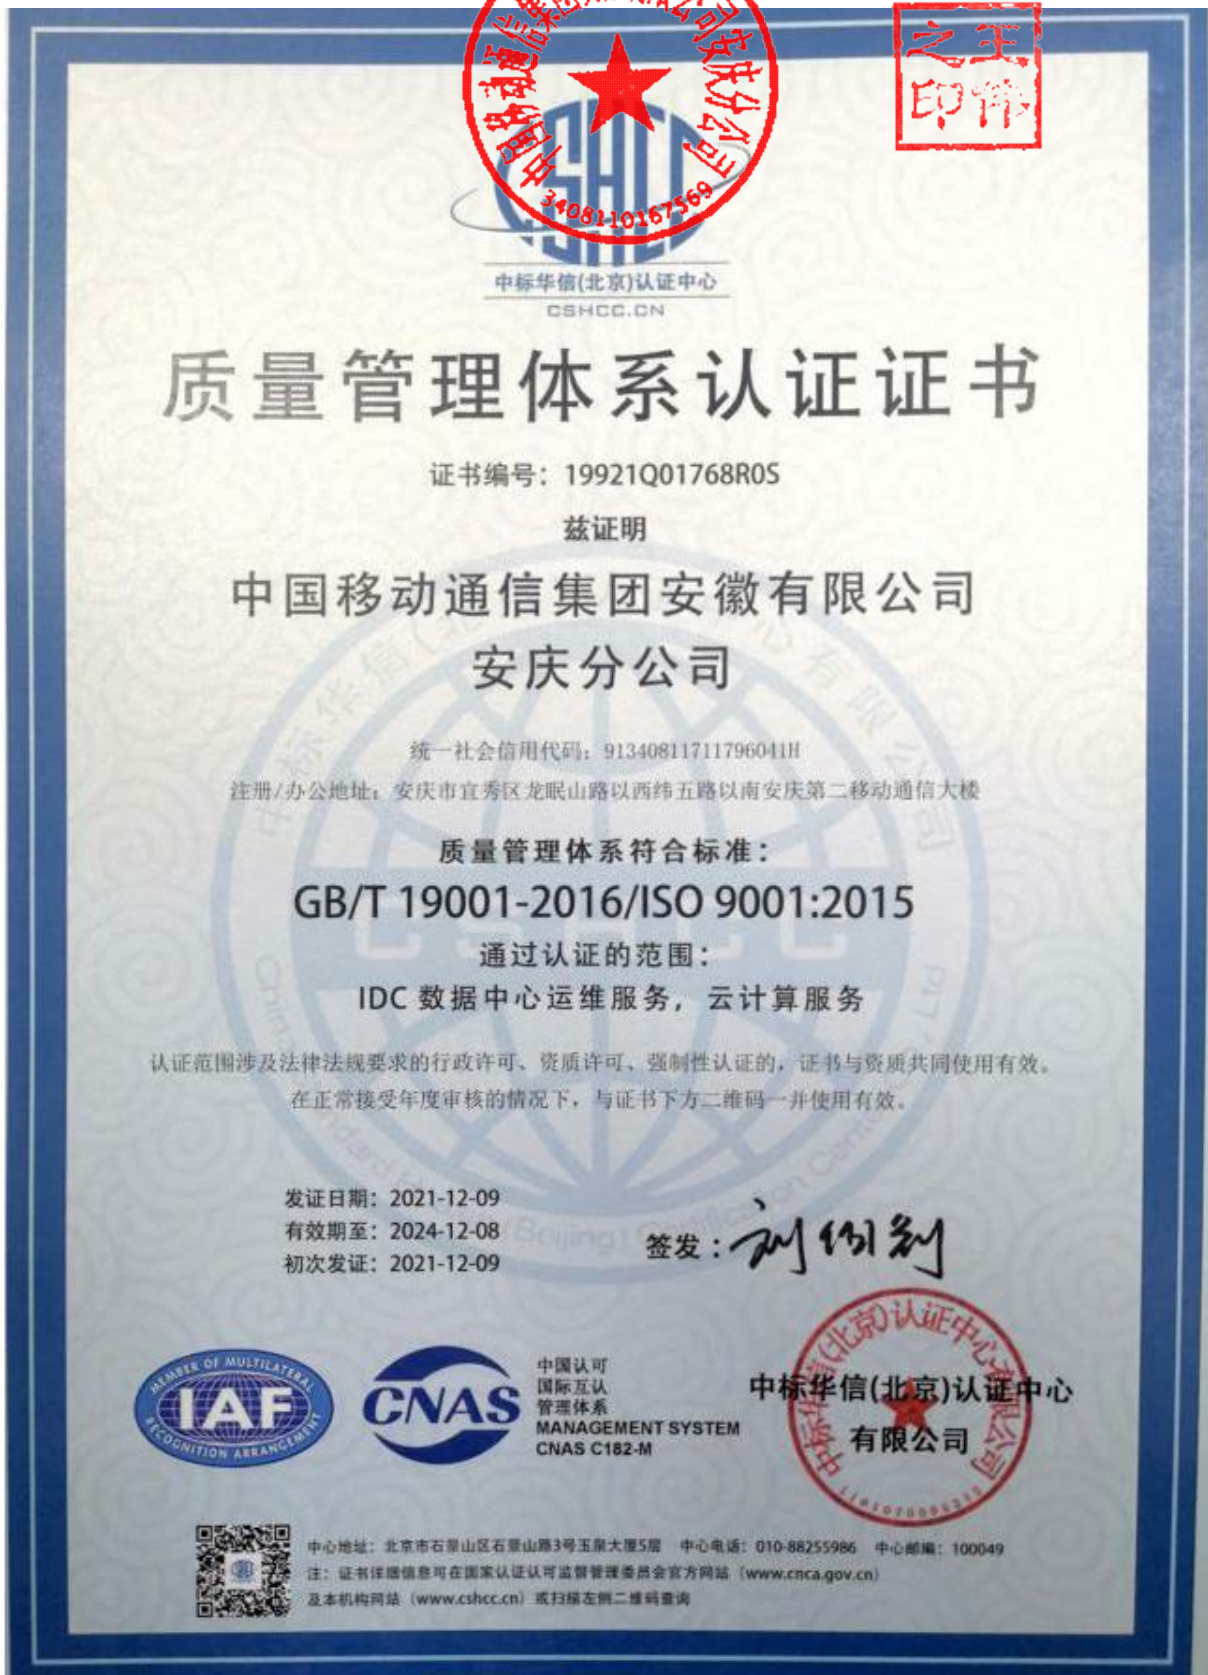 中国移动通信集团安徽有限公司安庆分公司
3408110167569
王伟
之印
CSHCC
中标华信(北京)认证中心
CSHCC.CN
质量管理体系认证证书
证书编号：19921Q01768R0S
兹证明
中国移动通信集团安徽有限公司
安庆分公司
统一社会信用代码：91340811711796041H
注册/办公地址：安庆市宜秀区龙眠山路以西纬五路以南安庆第二移动通信大楼
质量管理体系符合标准：
GB/T 19001-2016/ISO 9001:2015
通过认证的范围：
IDC 数据中心运维服务，云计算服务
认证范围涉及法律法规要求的行政许可、资质许可、强制性认证的，证书与资质共同使用有效。
在正常接受年度审核的情况下，与证书下方二维码一并使用有效。
发证日期：2021-12-09
有效期至：2024-12-08
初次发证：2021-12-09
签发：
MEMBER OF MULTILATERAL
IAF
RECOGNITION ARRANGEMENT
CNAS
中国认可
国际互认
管理体系
MANAGEMENT SYSTEM
CNAS C182-M
中标华信(北京)认证中心
有限公司
中标华信(北京)认证中心有限公司
中心地址：北京市石景山区石景山路3号玉泉大厦5层 中心电话：010-88255986 中心邮编：100049
注：证书详细信息可在国家认证认可监督管理委员会官方网站（www.cnca.gov.cn）
及本机构网站（www.cshcc.cn）或扫描左侧二维码查询